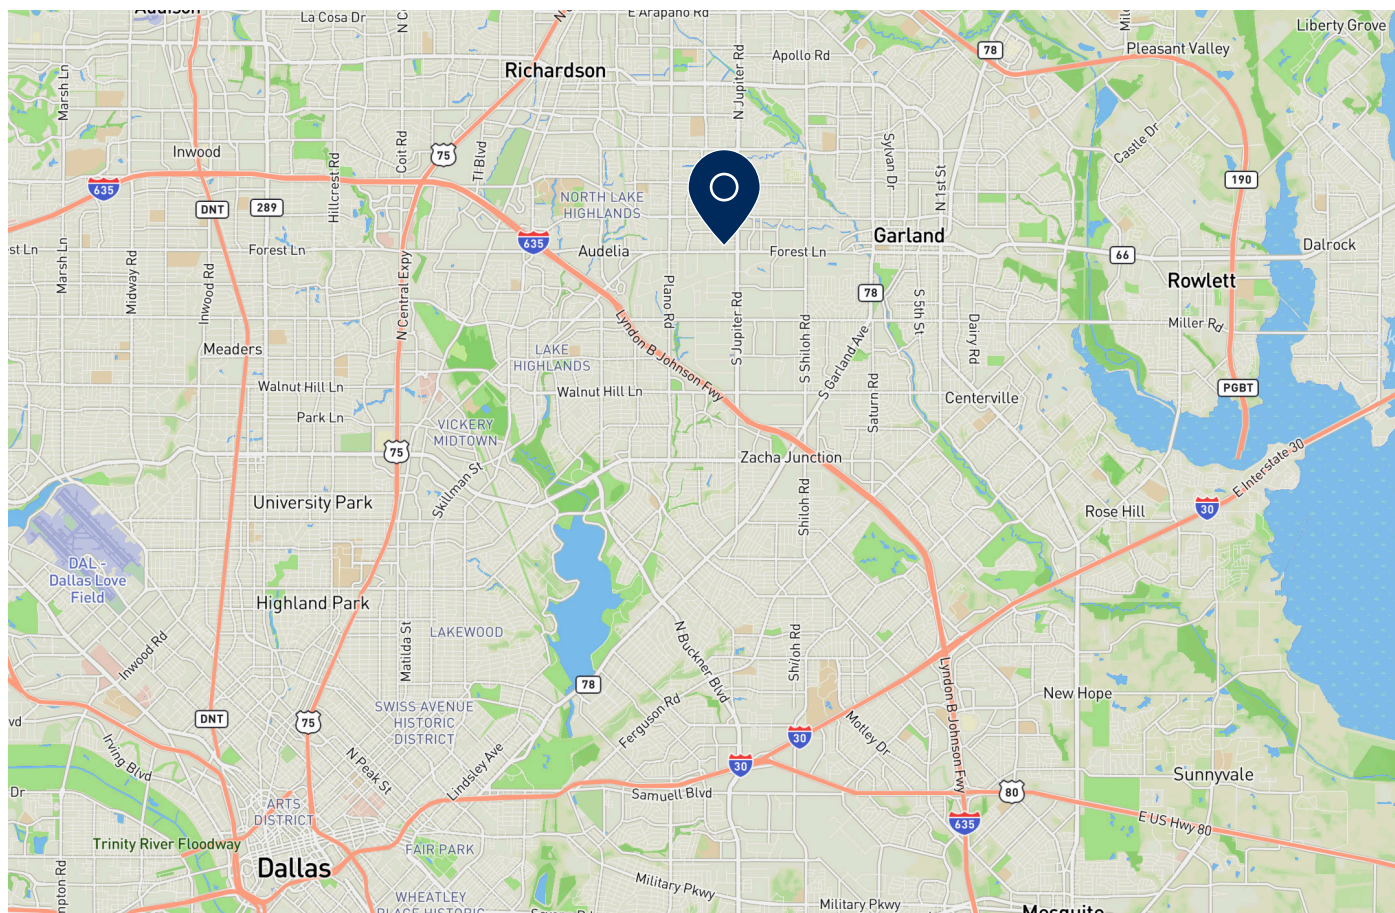 Addison
La Cosa Dr
E Arapaho Rd
Liberty Grove
Pleasant Valley
78
Apollo Rd
Richardson
N Jupiter Rd
Marsh Ln
Coit Rd
TI Blvd
Hillcrest Rd
Inwood
75
Sylvan Dr
N 1st St
Castle Dr
635
DNT
289
NORTH LAKE
HIGHLANDS
190
635
Forest Ln
Audelia
Forest Ln
Garland
66
Dalrock
Marsh Ln
Midway Rd
Inwood Rd
N Central Expy
Plano Rd
S Jupiter Rd
78
S 5th St
Rowlett
Miller Rd
Dairy Rd
S Shiloh Rd
S Garland Ave
Lyndon B Johnson Fwy
Meaders
LAKE
HIGHLANDS
Walnut Hill Ln
Walnut Hill Ln
Saturn Rd
Centerville
PGBT
Park Ln
VICKERY
MIDTOWN
75
Skillman St
Zacha Junction
E Interstate 30
University Park
Shiloh Rd
Rose Hill
30
DAL -
Dallas Love
Field
Highland Park
LAKEWOOD
Matilda St
Inwood Rd
N Buckner Blvd
Shiloh Rd
78
Lyndon B Johnson Fwy
New Hope
DNT
75
SWISS AVENUE
HISTORIC
DISTRICT
Ferguson Rd
30
Motley Dr
Irving Blvd
N Peak St
Lindsley Ave
30
Samuell Blvd
80
Sunnyvale
ARTS
DISTRICT
635
E US Hwy 80
Trinity River Floodway
FAIR PARK
Dallas
Military Pkwy
WHEATLEY
PLACE HISTORIC
Military Pkwy
Mesquite